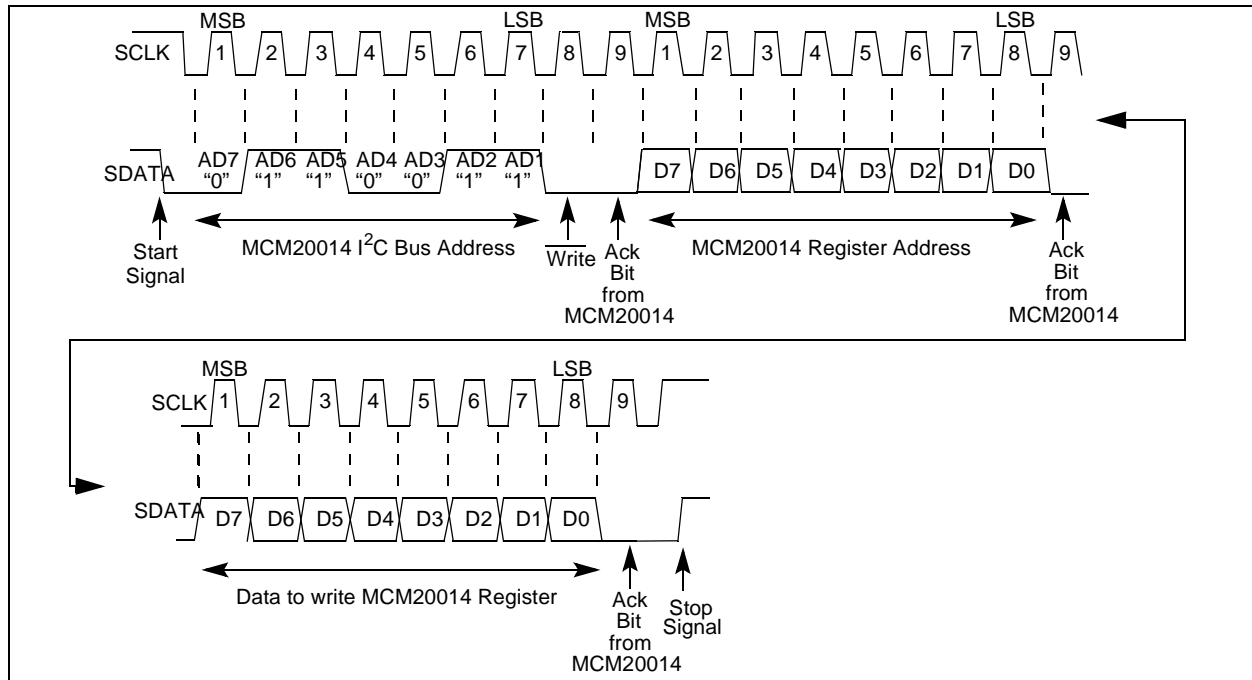 MSB LSB MSB LSB
SCLK 1 2 3 4 5 6 7 8 9 1 2 3 4 5 6 7 8 9
AD7 AD6 AD5 AD4 AD3 AD2 AD1
SDATA "0" "1" "1" "0" "0" "1" "1" D7 D6 D5 D4 D3 D2 D1 D0
Start
Signal
MCM20014 I2C Bus Address
Write
Ack
Bit
from
MCM20014
MCM20014 Register Address
Ack
Bit
from
MCM20014
MSB LSB
SCLK 1 2 3 4 5 6 7 8 9
SDATA D7 D6 D5 D4 D3 D2 D1 D0
Data to write MCM20014 Register
Ack
Bit
from
MCM20014
Stop
Signal